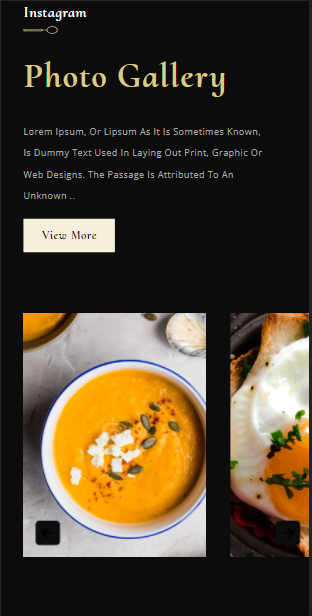 Instagram
Photo Gallery
Lorem Ipsum, Or Lipsum As It Is Sometimes Known,
Is Dummy Text Used In Laying Out Print, Graphic Or
Web Designs. The Passage Is Attributed To An
Unknown ..
View More